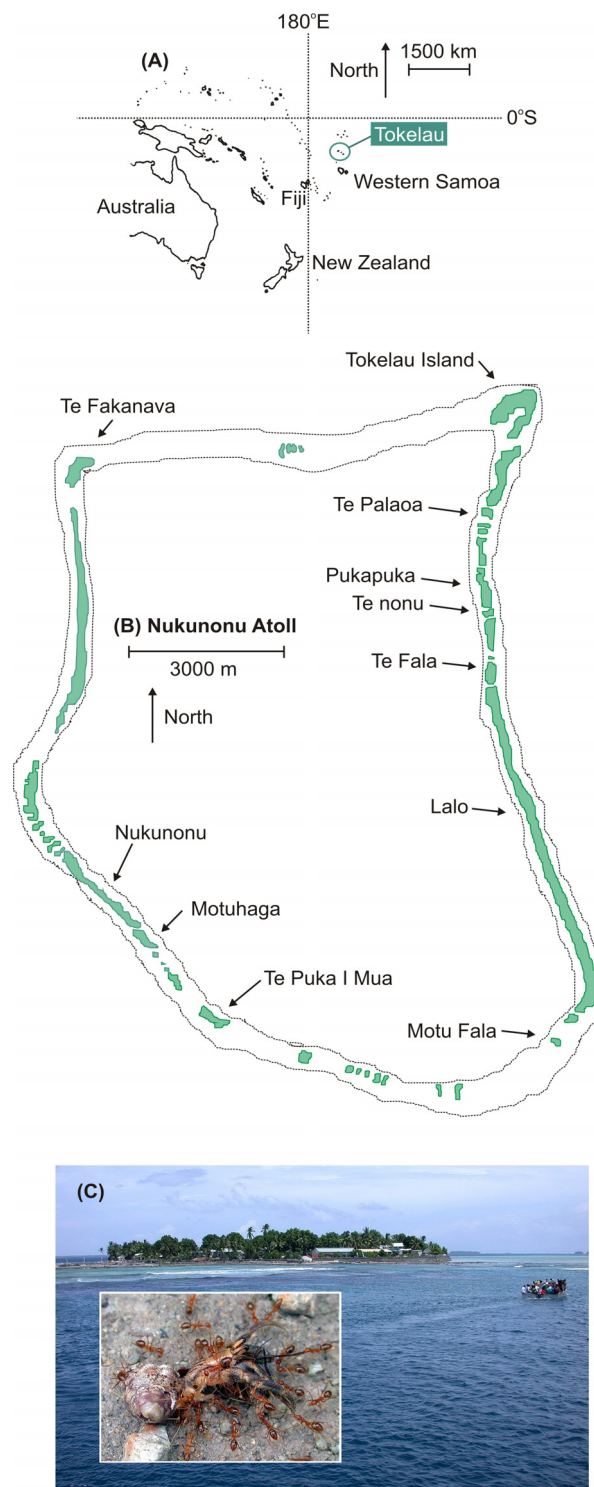 180°E
(A)
North
1500 km
0°S
Tokelau
Western Samoa
Fiji
Australia
New Zealand
Tokelau Island
Te Fakanava
Te Palaoa
Pukapuka
Te nonu
(B) Nukunonu Atoll
3000 m
Te Fala
North
Lalo
Nukunonu
Motuhaga
Te Puka I Mua
Motu Fala
(C)